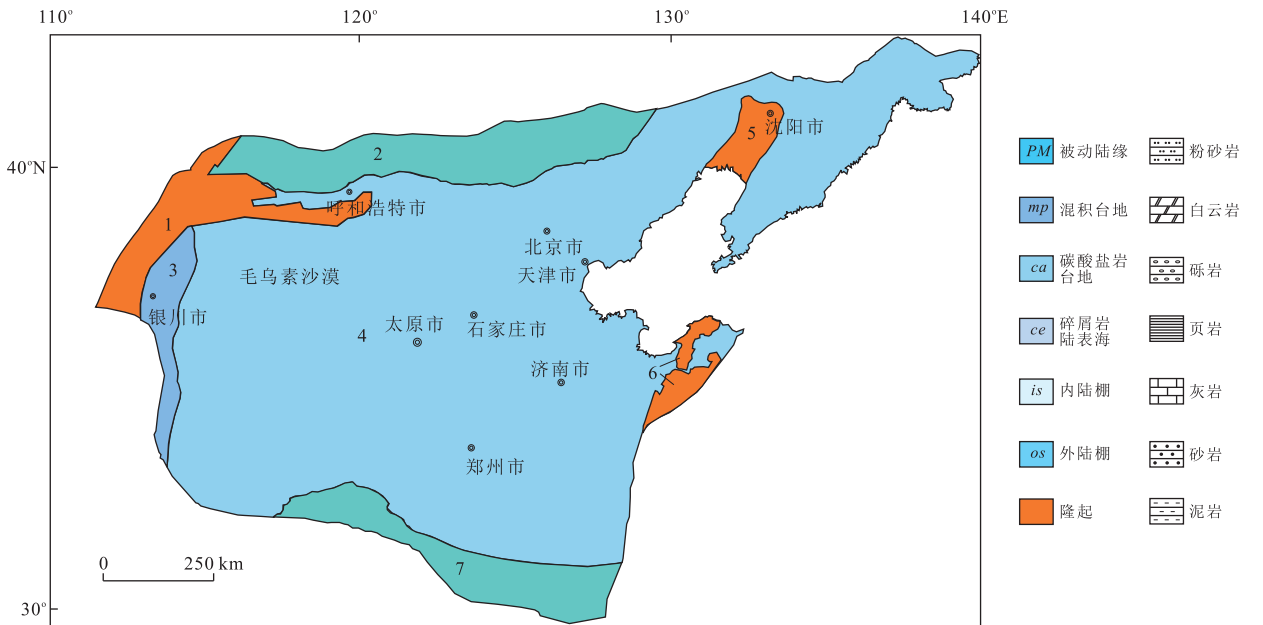 110° 120° 130° 140°E
40°N
30°
2
5
沈阳市
呼和浩特市
1
北京市
3
毛乌素沙漠
天津市
银川市
太原市
石家庄市
4
济南市
6
郑州市
0 250 km
7
PM 被动陆缘
粉砂岩
mp 混积台地
白云岩
ca 碳酸盐岩
台地
砾岩
ce 碎屑岩
陆表海
页岩
is 内陆棚
灰岩
os 外陆棚
砂岩
隆起
泥岩